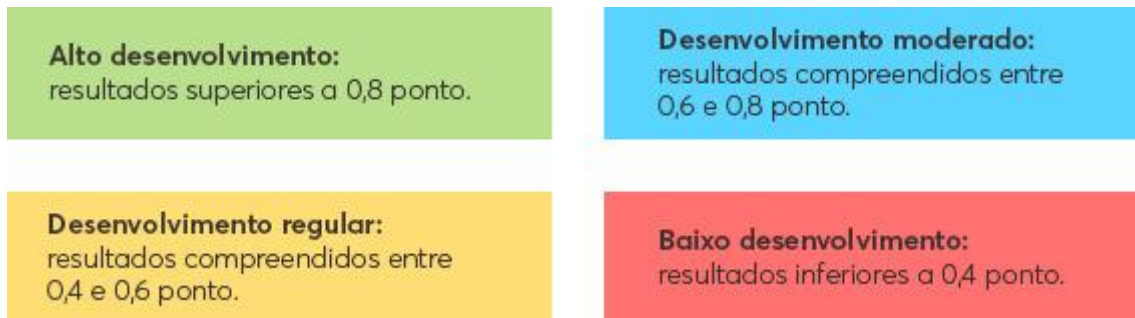 Alto desenvolvimento:
resultados superiores a 0,8 ponto.
Desenvolvimento moderado:
resultados compreendidos entre
0,6 e 0,8 ponto.
Desenvolvimento regular:
resultados compreendidos entre
0,4 e 0,6 ponto.
Baixo desenvolvimento:
resultados inferiores a 0,4 ponto.